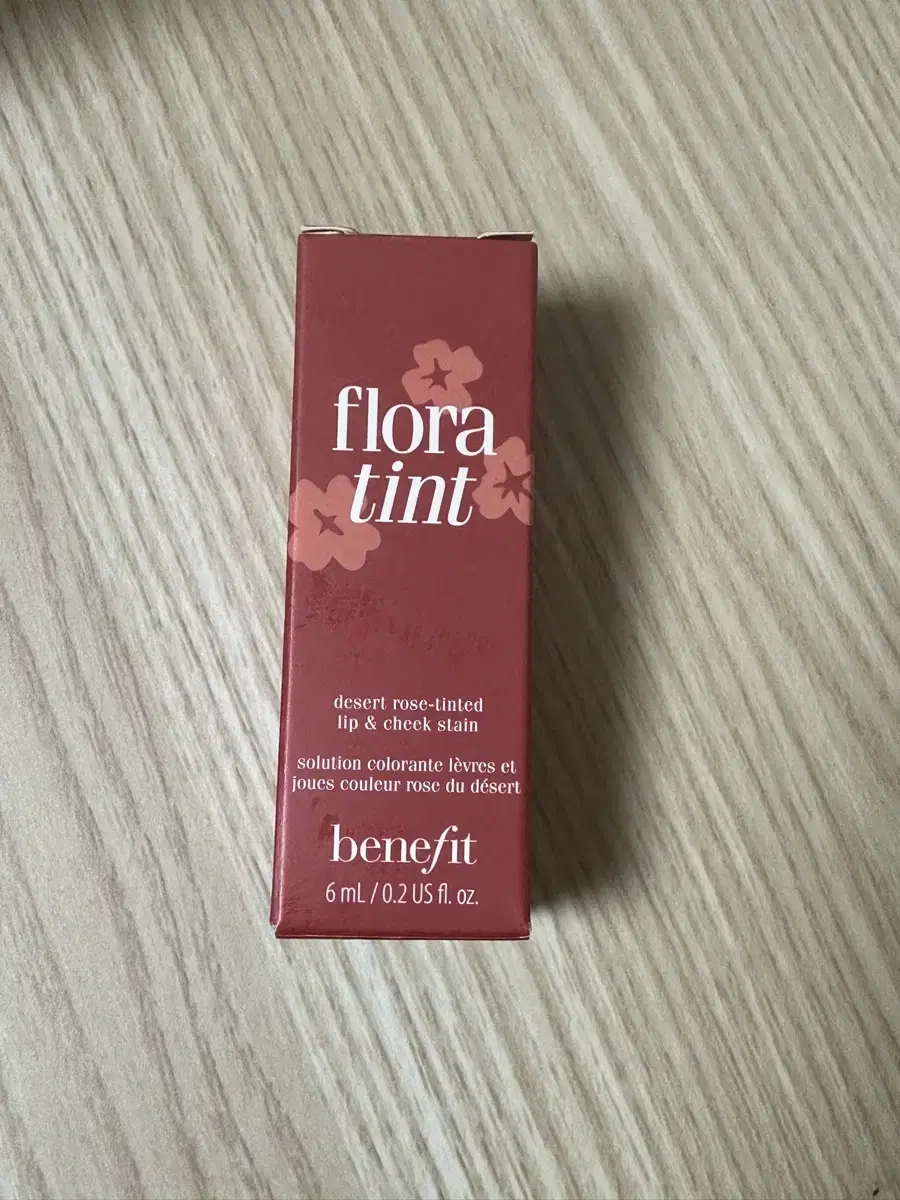 flora
tint
desert rose-tinted
lip & cheek stain
solution colorante lèvres et
joues couleur rose du désert
benefit
6 mL / 0.2 US fl. oz.